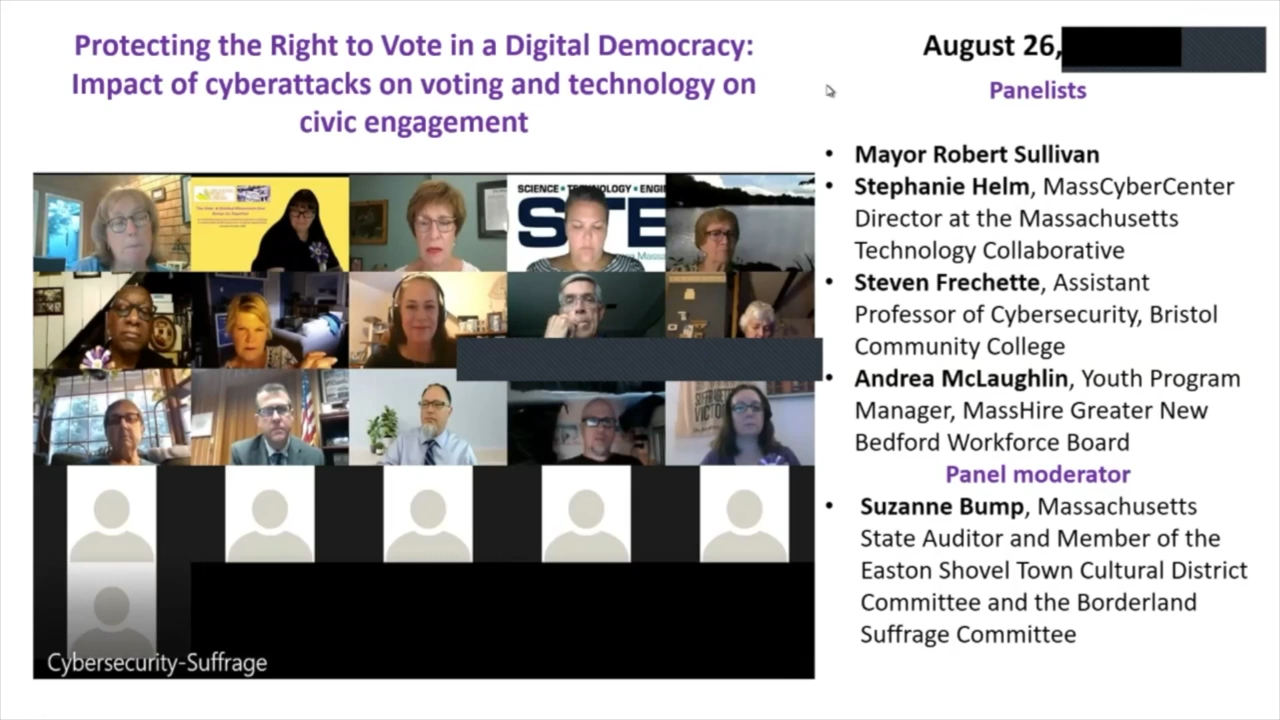 Protecting the Right to Vote in a Digital Democracy:
Impact of cyberattacks on voting and technology on
civic engagement
August 26,
Panelists
• Mayor Robert Sullivan
• Stephanie Helm, MassCyberCenter
Director at the Massachusetts
Technology Collaborative
• Steven Frechette, Assistant
Professor of Cybersecurity, Bristol
Community College
• Andrea McLaughlin, Youth Program
Manager, MassHire Greater New
Bedford Workforce Board
Panel moderator
• Suzanne Bump, Massachusetts
State Auditor and Member of the
Easton Shovel Town Cultural District
Committee and the Borderland
Suffrage Committee
SCIENCE • TECHNOLOGY • ENGI
STE
Massa
Cybersecurity-Suffrage